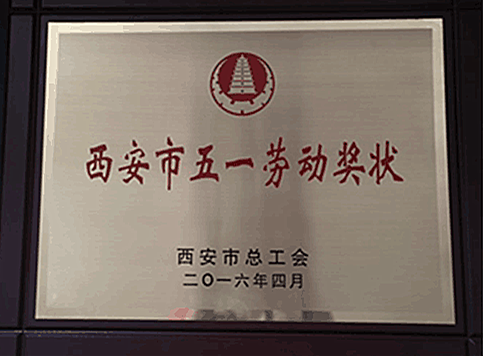 西安市五一劳动奖状
西安市总工会
二〇一六年四月